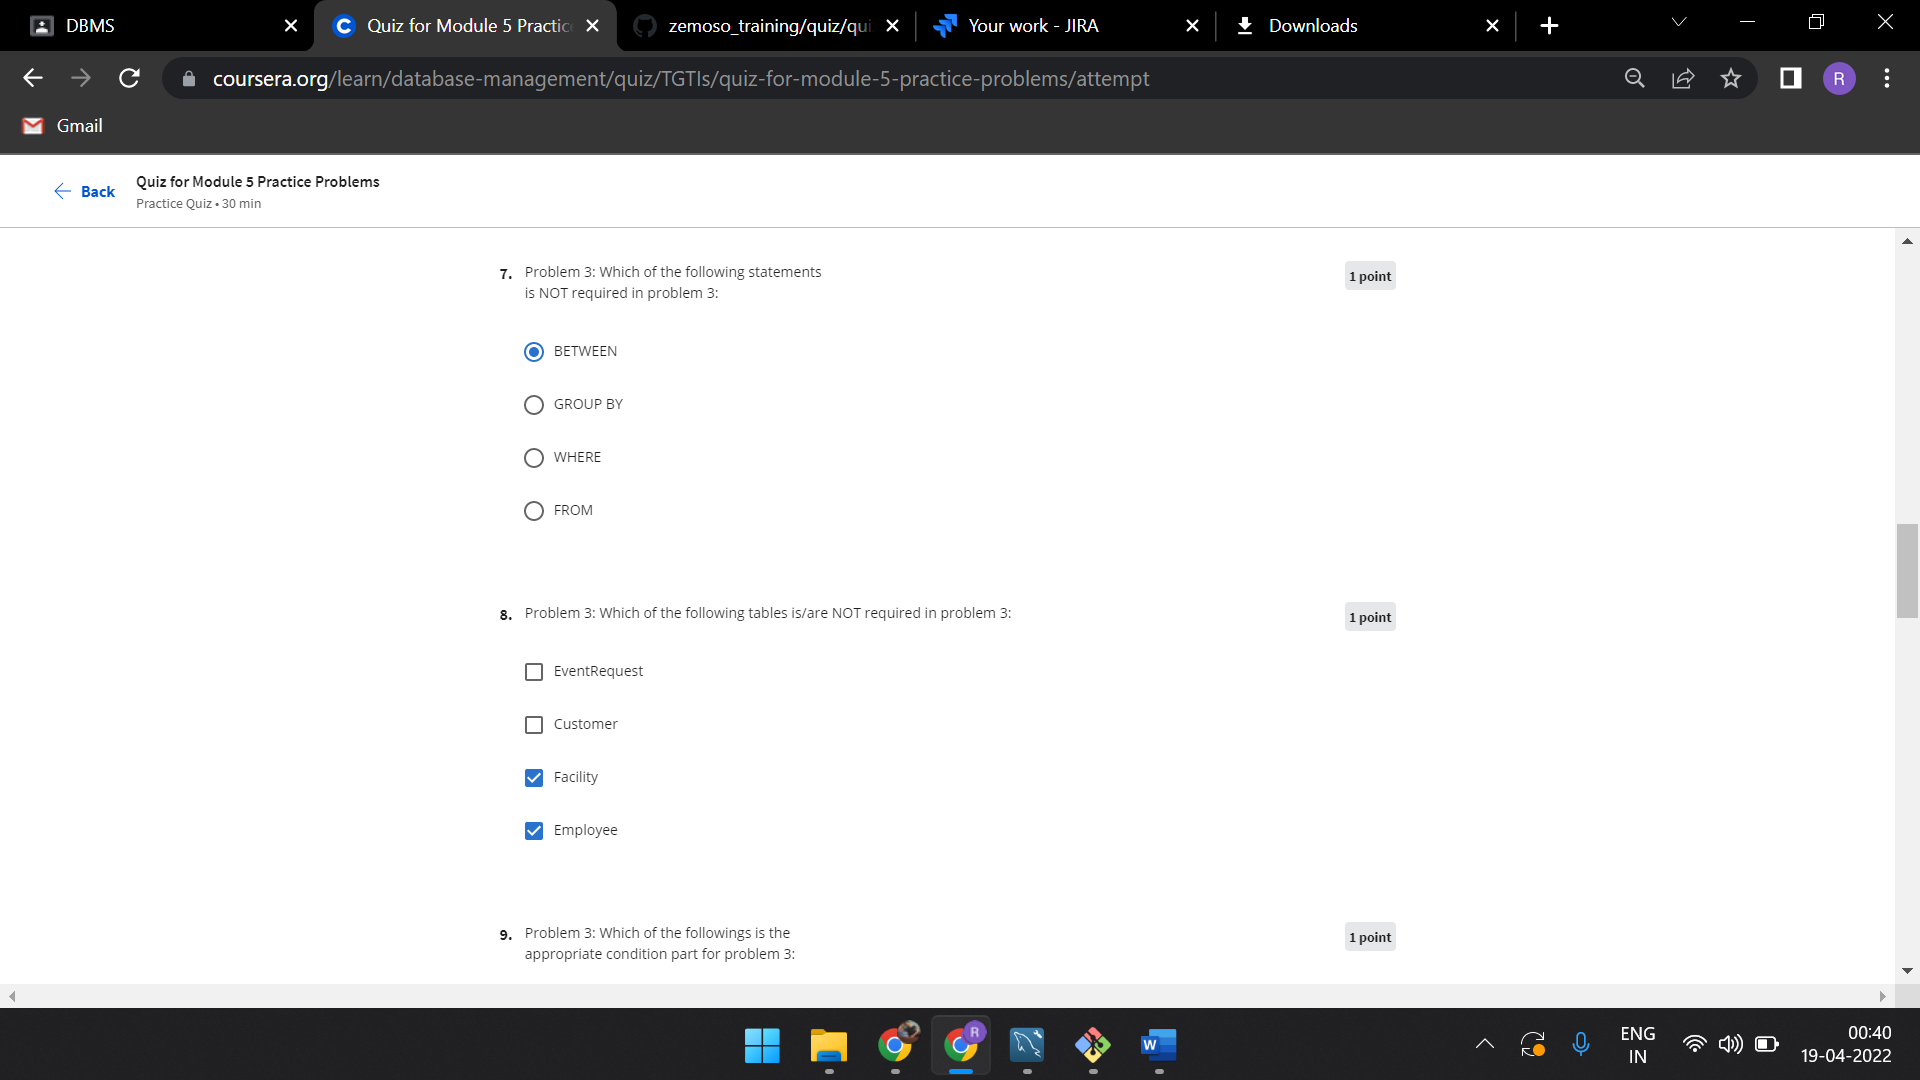 DBMS
Quiz for Module 5 Practic
zemoso_training/quiz/qui
Your work - JIRA
Downloads
coursera.org/learn/database-management/quiz/TGTIs/quiz-for-module-5-practice-problems/attempt
R
Gmail
Back
Quiz for Module 5 Practice Problems
Practice Quiz • 30 min
7. Problem 3: Which of the following statements
is NOT required in problem 3:
1 point
BETWEEN
GROUP BY
WHERE
FROM
8. Problem 3: Which of the following tables is/are NOT required in problem 3:
1 point
EventRequest
Customer
Facility
Employee
9. Problem 3: Which of the followings is the
appropriate condition part for problem 3:
1 point
R
W
ENG
IN
00:40
19-04-2022